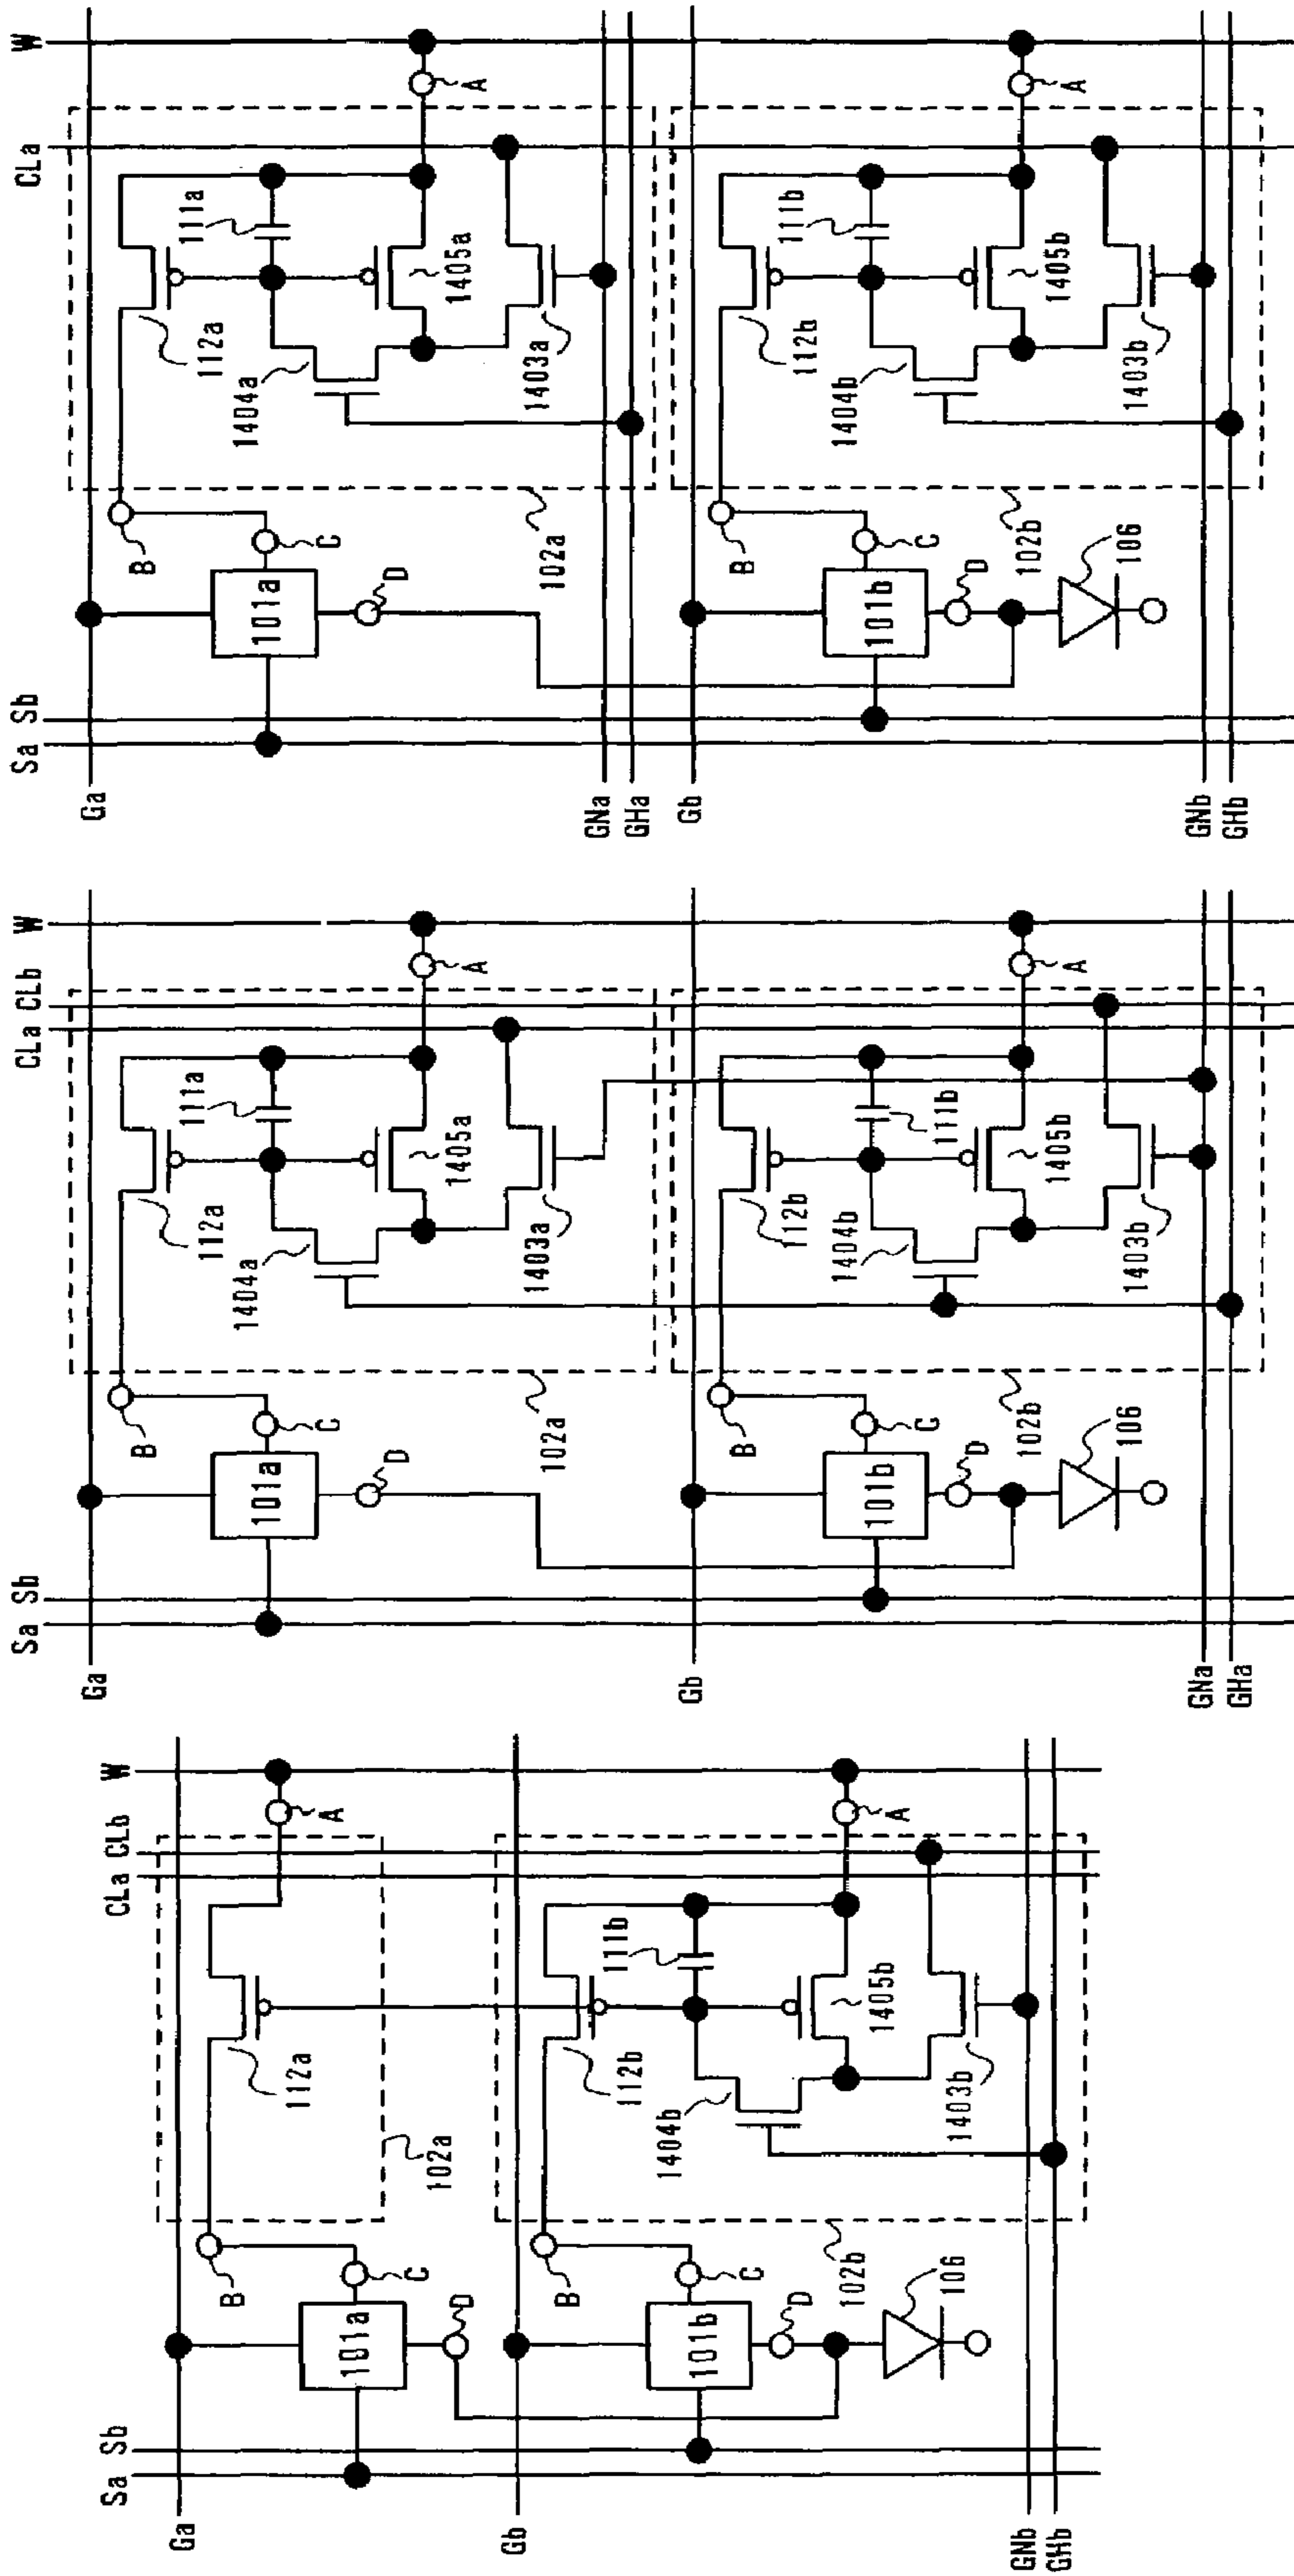 Sa Sb CLa W
Ga
111a
112a
1404a
1405a
1403a
A
B
C
101a
D
102a
GNa
GHa
Gb
111b
112b
1404b
1405b
1403b
A
B
C
101b
D
102b
106
GNb
GHb
Sa Sb CLa CLb W
Ga
111a
112a
1404a
1405a
1403a
A
B
C
101a
D
102a
Gb
111b
112b
1404b
1405b
1403b
A
B
C
101b
D
102b
106
GNa
GHa
Sa Sb CLa CLb W
Ga
112a
A
B
C
101a
D
102a
Gb
111b
112b
1404b
1405b
1403b
A
B
C
101b
D
102b
106
GNb
GHb